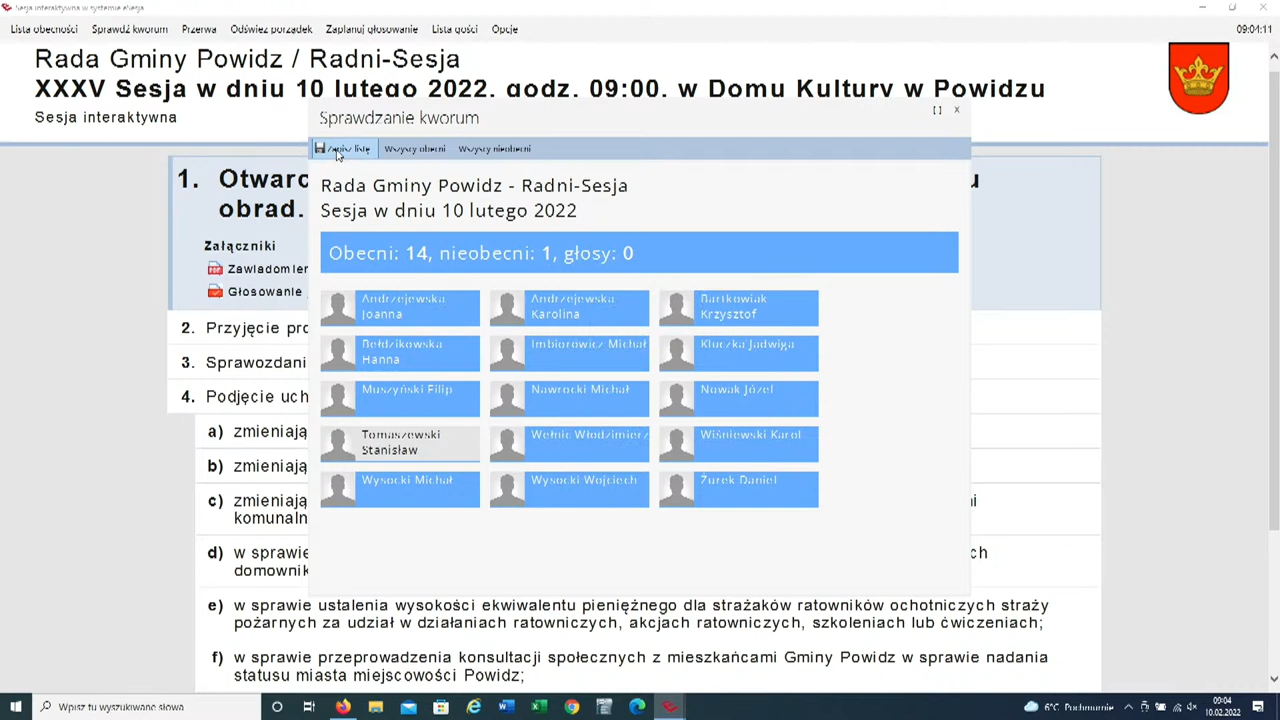 Sesja interaktywna w systemie eSesja
Lista obecności Sprawdź kworum Przerwa Odśwież porządek Zaplanuj głosowanie Lista gości Opcje 09:04:11
Rada Gminy Powidz / Radni-Sesja
XXXV Sesja w dniu 10 lutego 2022, godz. 09:00, w Domu Kultury w Powidzu
Sesja interaktywna
Sprawdzanie kworum
Zapisz listę Wszyscy obecni Wszyscy nieobecni
Rada Gminy Powidz - Radni-Sesja
Sesja w dniu 10 lutego 2022
Obecni: 14, nieobecni: 1, głosy: 0
Andrzejewska Joanna
Andrzejewska Karolina
Bartkowiak Krzysztof
Bełdzikowska Hanna
Imbiorowicz Michał
Kluczka Jadwiga
Muszyński Filip
Nawrocki Michał
Nowak Józef
Tomaszewski Stanisław
Wełnic Włodzimierz
Wiśniewski Karol
Wysocki Michał
Wysocki Wojciech
Żurek Daniel
1. Otwarc
obrad.
Załączniki
Zawiadomier
Głosowanie
2. Przyjęcie pro
3. Sprawozdani
4. Podjęcie uch
a) zmieniają
b) zmieniają
c) zmieniają
komunaln
d) w sprawie ch
domownik
e) w sprawie ustalenia wysokości ekwiwalentu pieniężnego dla strażaków ratowników ochotniczych straży
pożarnych za udział w działaniach ratowniczych, akcjach ratowniczych, szkoleniach lub ćwiczeniach;
f) w sprawie przeprowadzenia konsultacji społecznych z mieszkańcami Gminy Powidz w sprawie nadania
statusu miasta miejscowości Powidz;
Wpisz tu wyszukiwane słowa
6°C Pochmurnie
09:04
10.02.2022